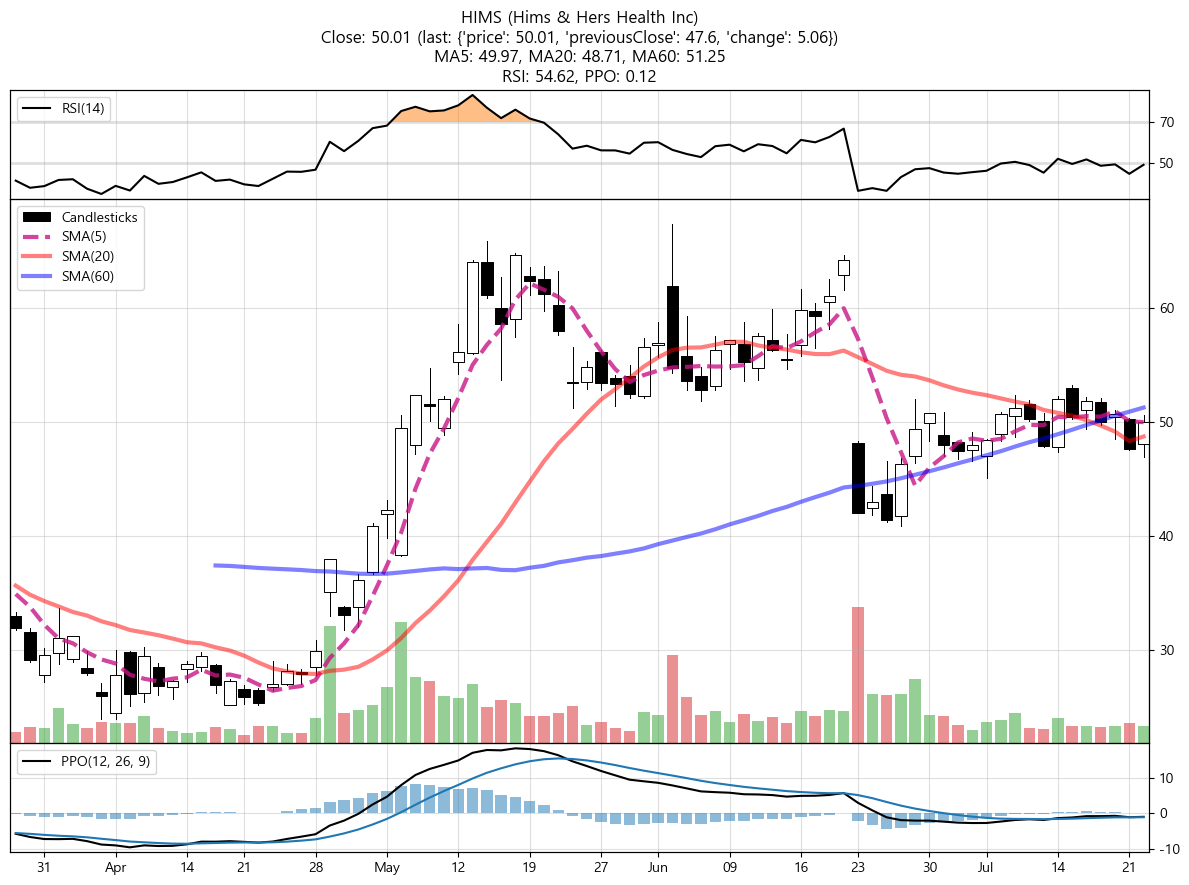 HIMS (Hims & Hers Health Inc)
Close: 50.01 (last: {'price': 50.01, 'previousClose': 47.6, 'change': 5.06})
MA5: 49.97, MA20: 48.71, MA60: 51.25
RSI: 54.62, PPO: 0.12
RSI(14)
70
50
Candlesticks
SMA(5)
SMA(20)
SMA(60)
60
50
40
30
PPO(12, 26, 9)
10
0
-10
31 Apr 14 21 28 May 12 19 27 Jun 09 16 23 30 Jul 14 21